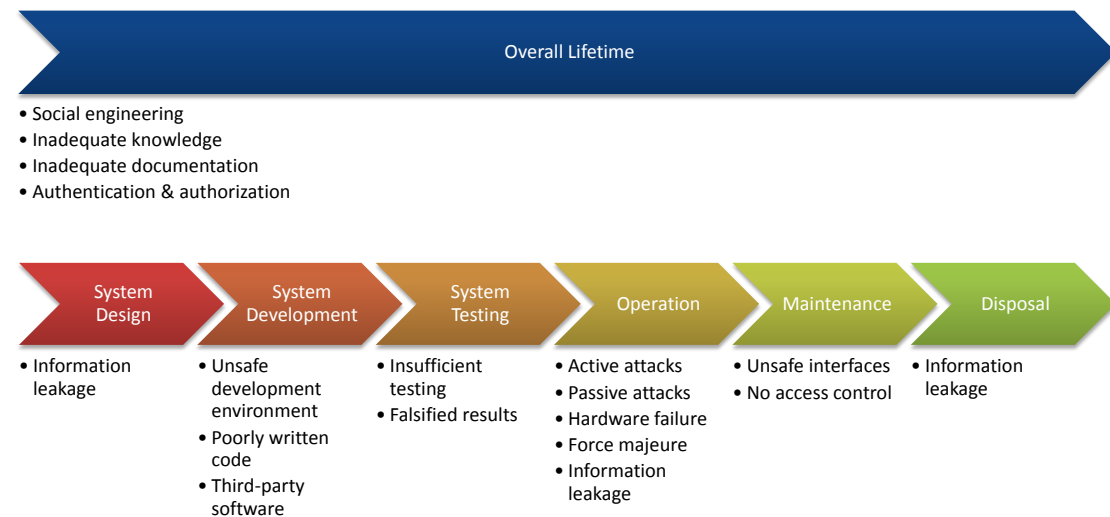 Overall Lifetime
• Social engineering
• Inadequate knowledge
• Inadequate documentation
• Authentication & authorization
System
Design
• Information
leakage
System
Development
• Unsafe
development
environment
• Poorly written
code
• Third-party
software
System
Testing
• Insufficient
testing
• Falsified results
Operation
• Active attacks
• Passive attacks
• Hardware failure
• Force majeure
• Information
leakage
Maintenance
• Unsafe interfaces
• No access control
Disposal
• Information
leakage